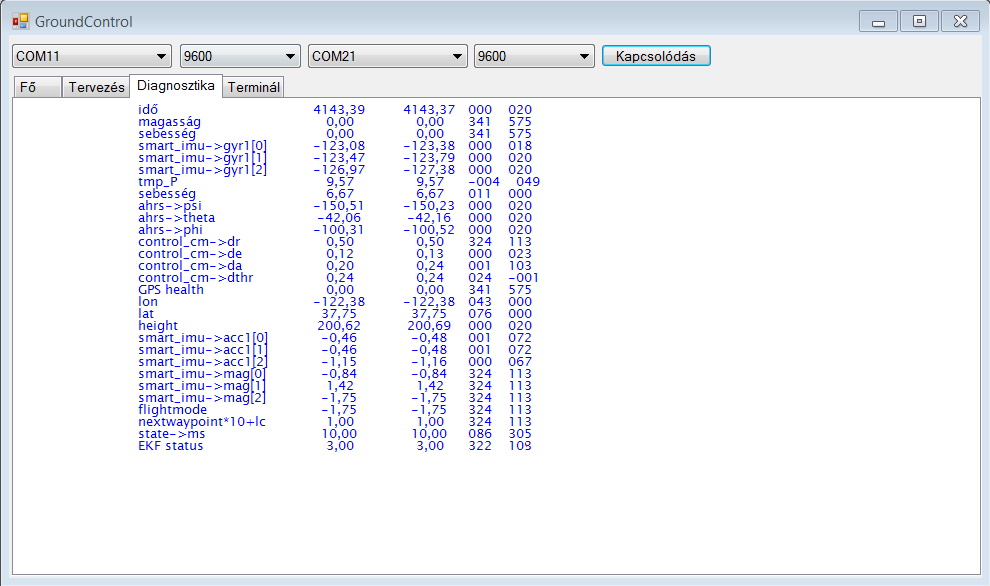 GroundControl
COM11 9600 COM21 9600 Kapcsolódás
Fő Tervezés Diagnosztika Terminál
idő 4143,39 4143,37 000 020
magasság 0,00 0,00 341 575
sebesség 0,00 0,00 341 575
smart_imu->gyr1[0] -123,08 -123,38 000 018
smart_imu->gyr1[1] -123,47 -123,79 000 020
smart_imu->gyr1[2] -126,97 -127,38 000 020
tmp_P 9,57 9,57 -004 049
sebesség 6,67 6,67 011 000
ahrs->psi -150,51 -150,23 000 020
ahrs->theta -42,06 -42,16 000 020
ahrs->phi -100,31 -100,52 000 020
control_cm->dr 0,50 0,50 324 113
control_cm->de 0,12 0,13 000 023
control_cm->da 0,20 0,24 001 103
control_cm->dthr 0,24 0,24 024 -001
GPS health 0,00 0,00 341 575
lon -122,38 -122,38 043 000
lat 37,75 37,75 076 000
height 200,62 200,69 000 020
smart_imu->acc1[0] -0,46 -0,48 001 072
smart_imu->acc1[1] -0,46 -0,48 001 072
smart_imu->acc1[2] -1,15 -1,16 000 067
smart_imu->mag[0] -0,84 -0,84 324 113
smart_imu->mag[1] 1,42 1,42 324 113
smart_imu->mag[2] -1,75 -1,75 324 113
flightmode -1,75 -1,75 324 113
nextwaypoint*10+lc 1,00 1,00 324 113
state->ms 10,00 10,00 086 305
EKF status 3,00 3,00 322 109